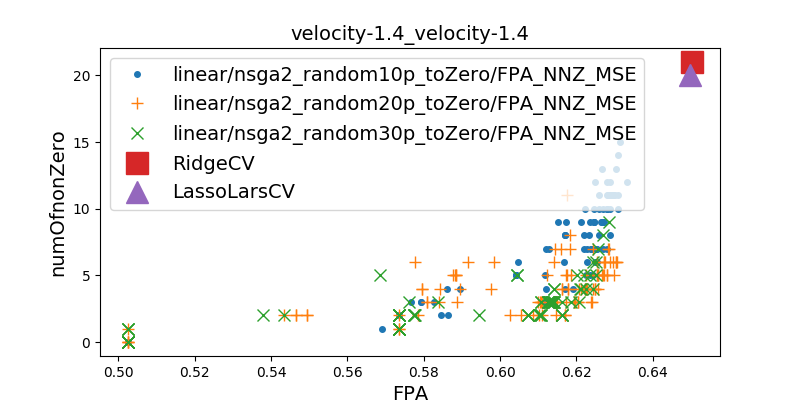 velocity-1.4_velocity-1.4
linear/nsga2_random10p_toZero/FPA_NNZ_MSE
linear/nsga2_random20p_toZero/FPA_NNZ_MSE
linear/nsga2_random30p_toZero/FPA_NNZ_MSE
RidgeCV
LassoLarsCV
numOfnonZero
20
15
10
5
0
0.50 0.52 0.54 0.56 0.58 0.60 0.62 0.64
FPA